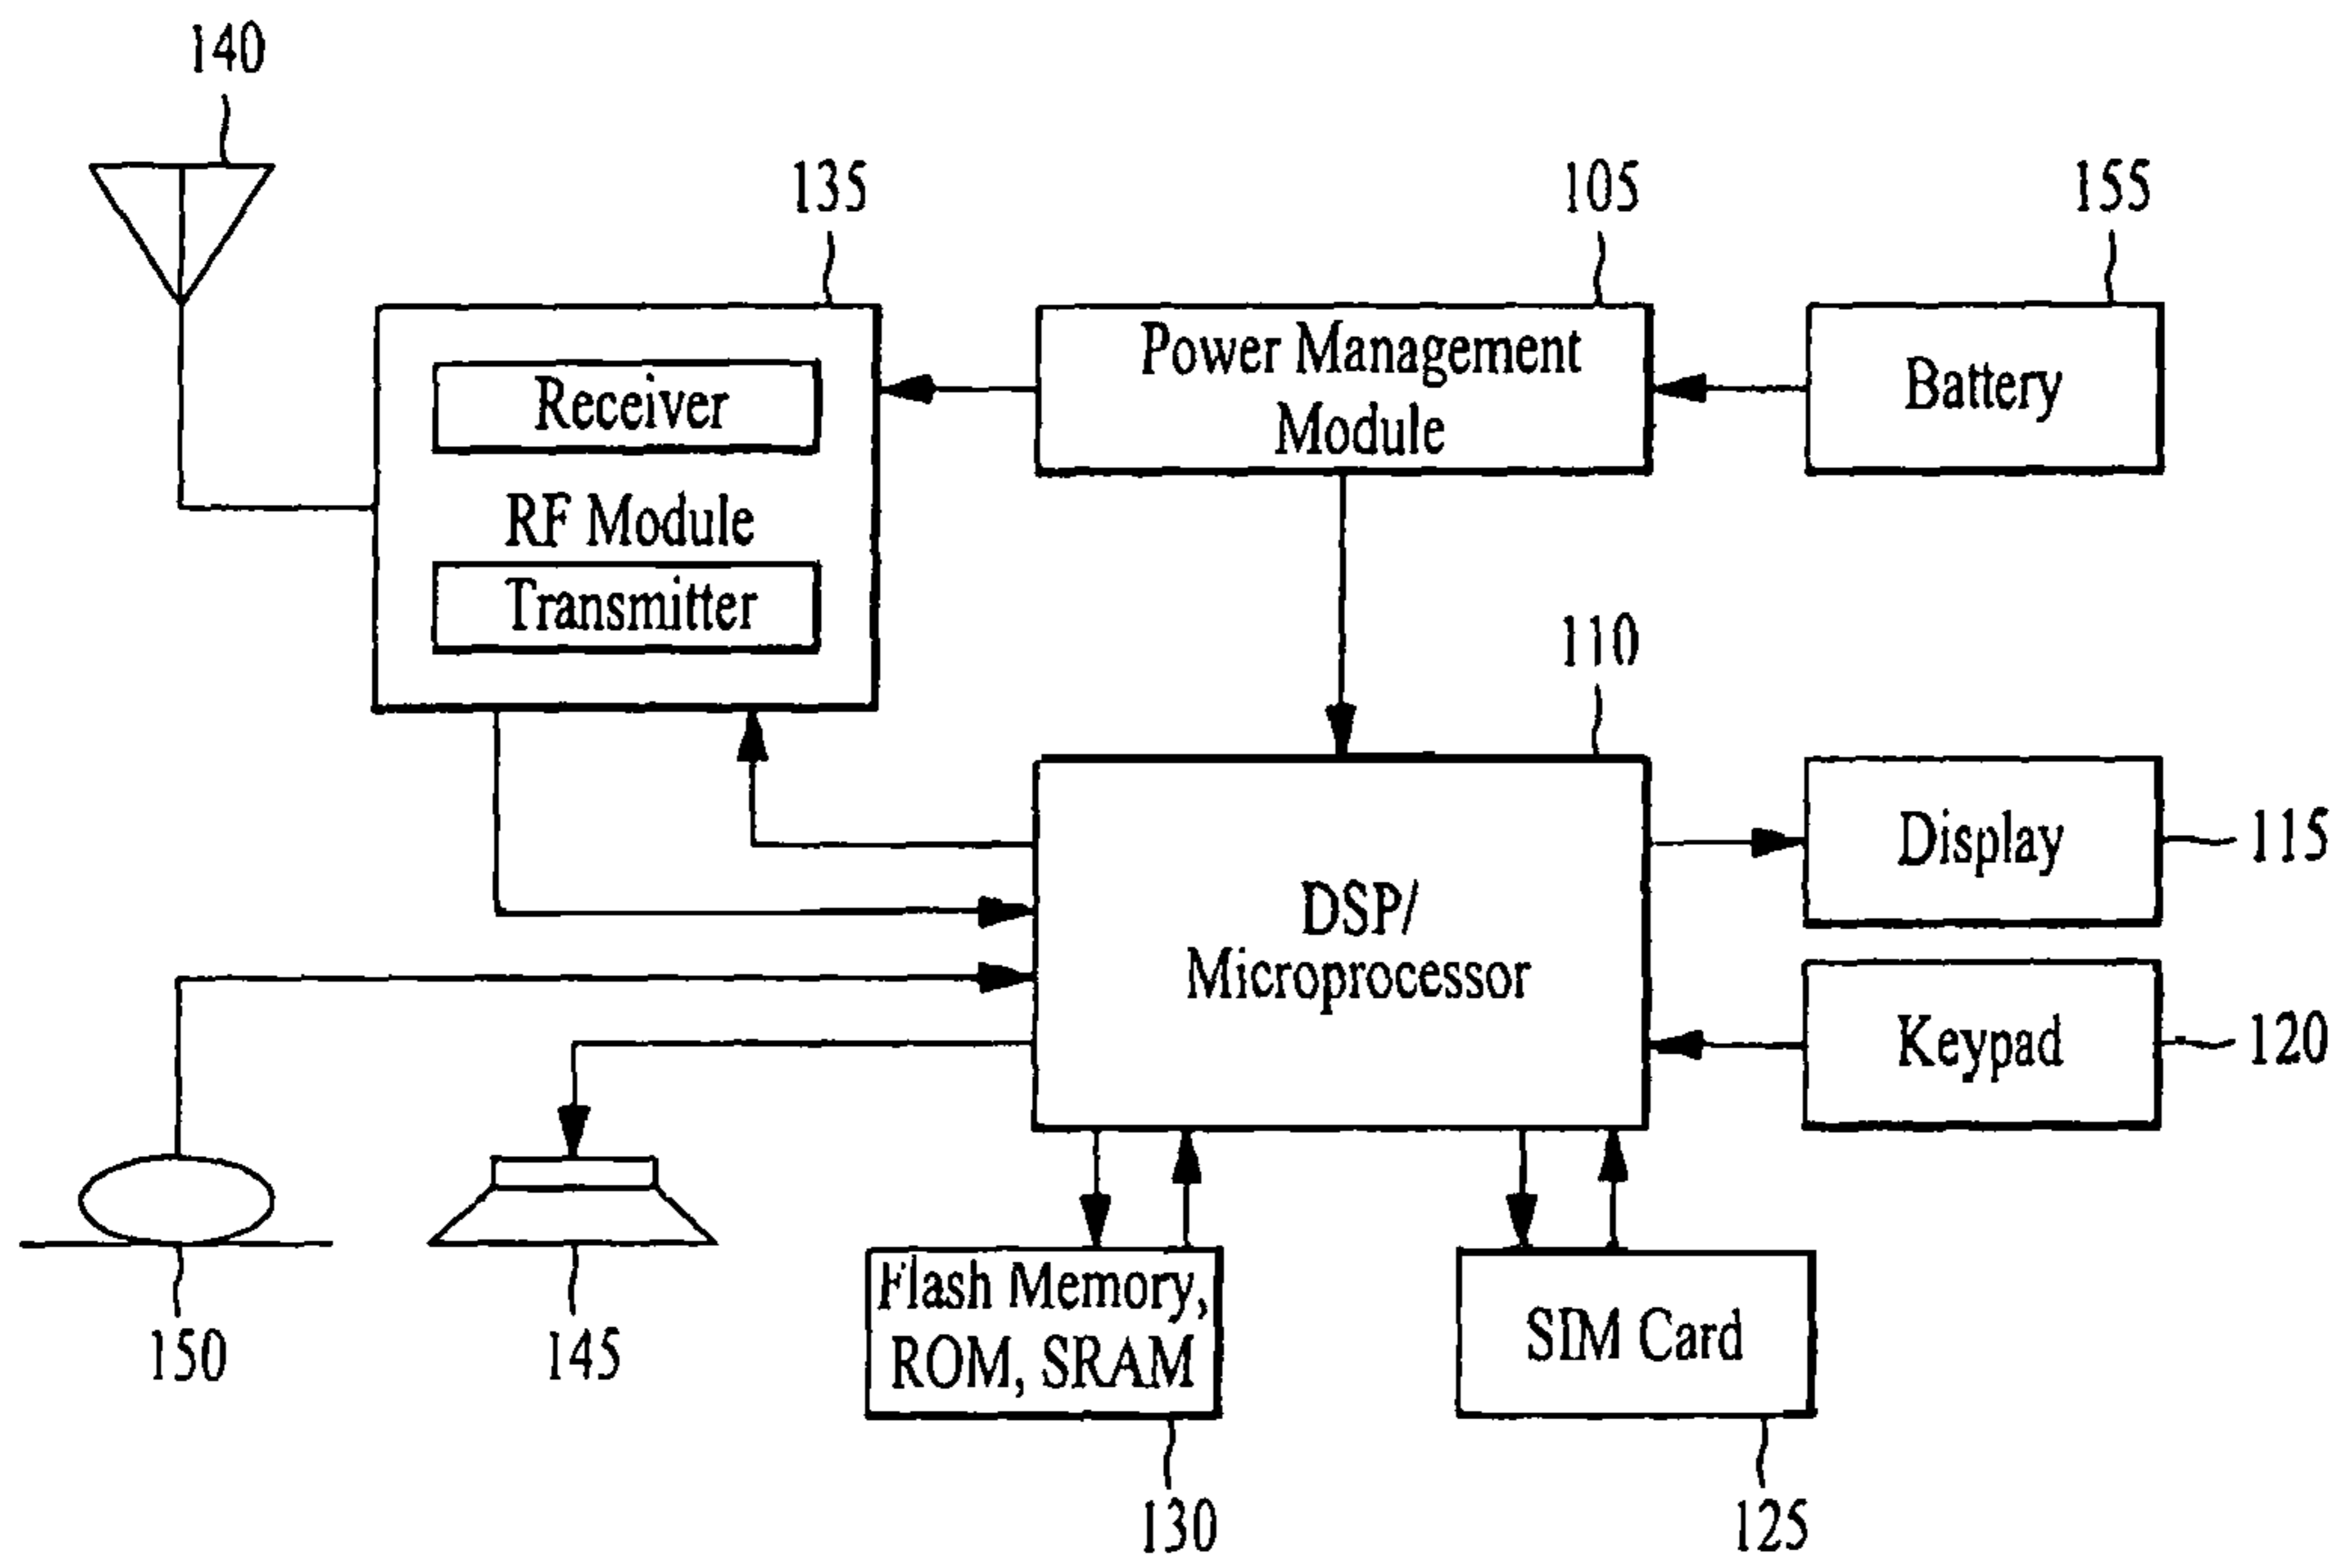 140
135
105
155
Receiver
RF Module
Transmitter
Power Management
Module
Battery
110
DSP/
Microprocessor
Display
115
Keypad
120
150
145
Flash Memory,
ROM, SRAM
SIM Card
130
125